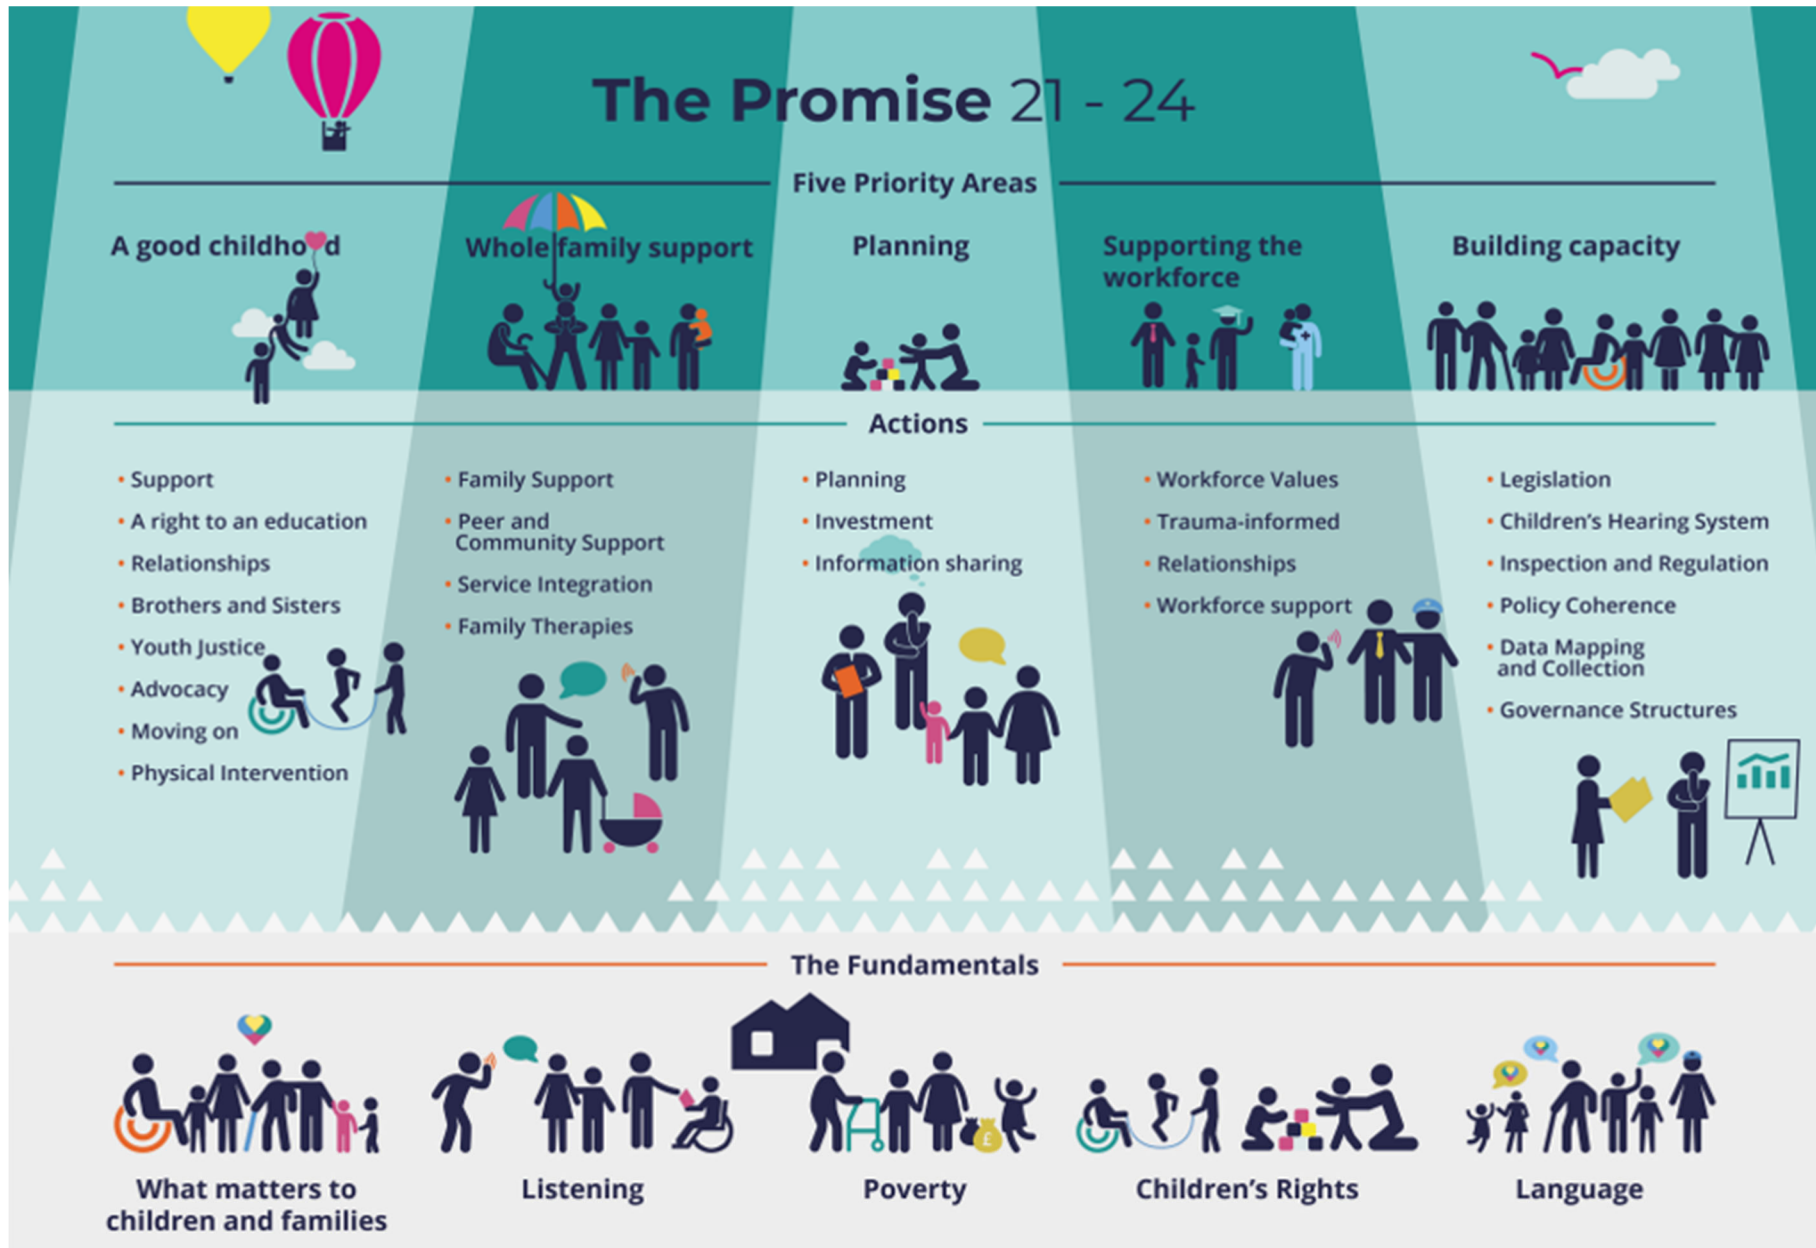 The Promise 21 - 24
Five Priority Areas
A good childhood
Whole family support
Planning
Supporting the
workforce
Building capacity
Actions
• Support
• A right to an education
• Relationships
• Brothers and Sisters
• Youth Justice
• Advocacy
• Moving on
• Physical Intervention
• Family Support
• Peer and
Community Support
• Service Integration
• Family Therapies
• Planning
• Investment
• Information sharing
• Workforce Values
• Trauma-informed
• Relationships
• Workforce support
• Legislation
• Children's Hearing System
• Inspection and Regulation
• Policy Coherence
• Data Mapping
and Collection
• Governance Structures
The Fundamentals
£
What matters to
children and families
Listening
Poverty
Children's Rights
Language